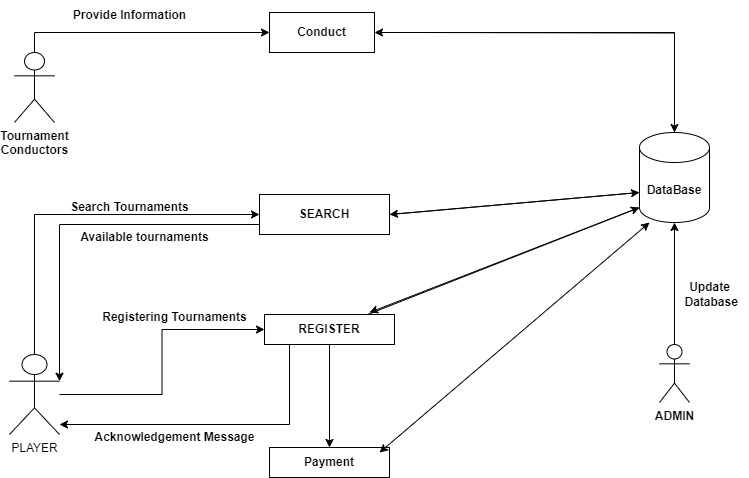 Provide Information
Conduct
Tournament
Conductors
DataBase
Search Tournaments
SEARCH
Available tournaments
Update
Database
Registering Tournaments
REGISTER
ADMIN
PLAYER
Acknowledgement Message
Payment